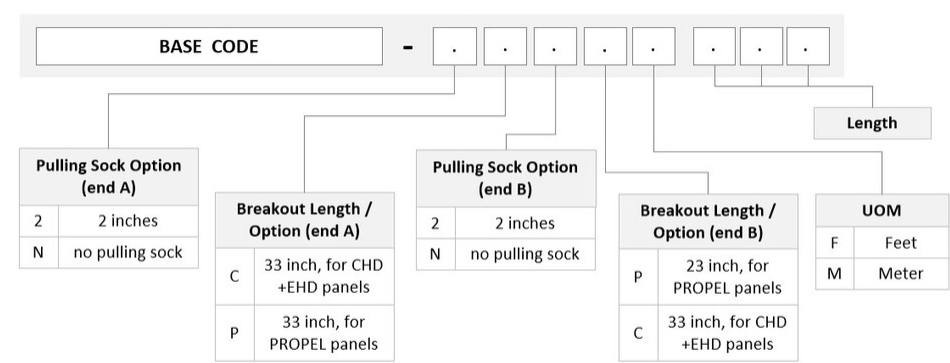 BASE CODE - . . . . . . . .
Length
Pulling Sock Option
(end A)
2 2 inches
N no pulling sock
Breakout Length /
Option (end A)
C 33 inch, for CHD
+EHD panels
P 33 inch, for
PROPEL panels
Pulling Sock Option
(end B)
2 2 inches
N no pulling sock
Breakout Length /
Option (end B)
P 23 inch, for
PROPEL panels
C 33 inch, for CHD
+EHD panels
UOM
F Feet
M Meter